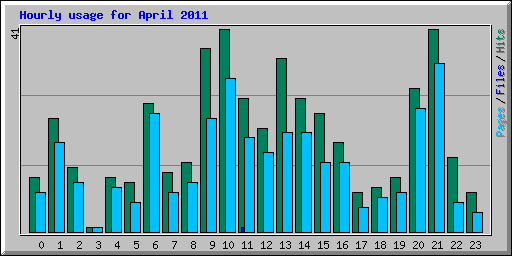 Hourly usage for April 2011
41
Pages / Files / Hits
0 1 2 3 4 5 6 7 8 9 10 11 12 13 14 15 16 17 18 19 20 21 22 23